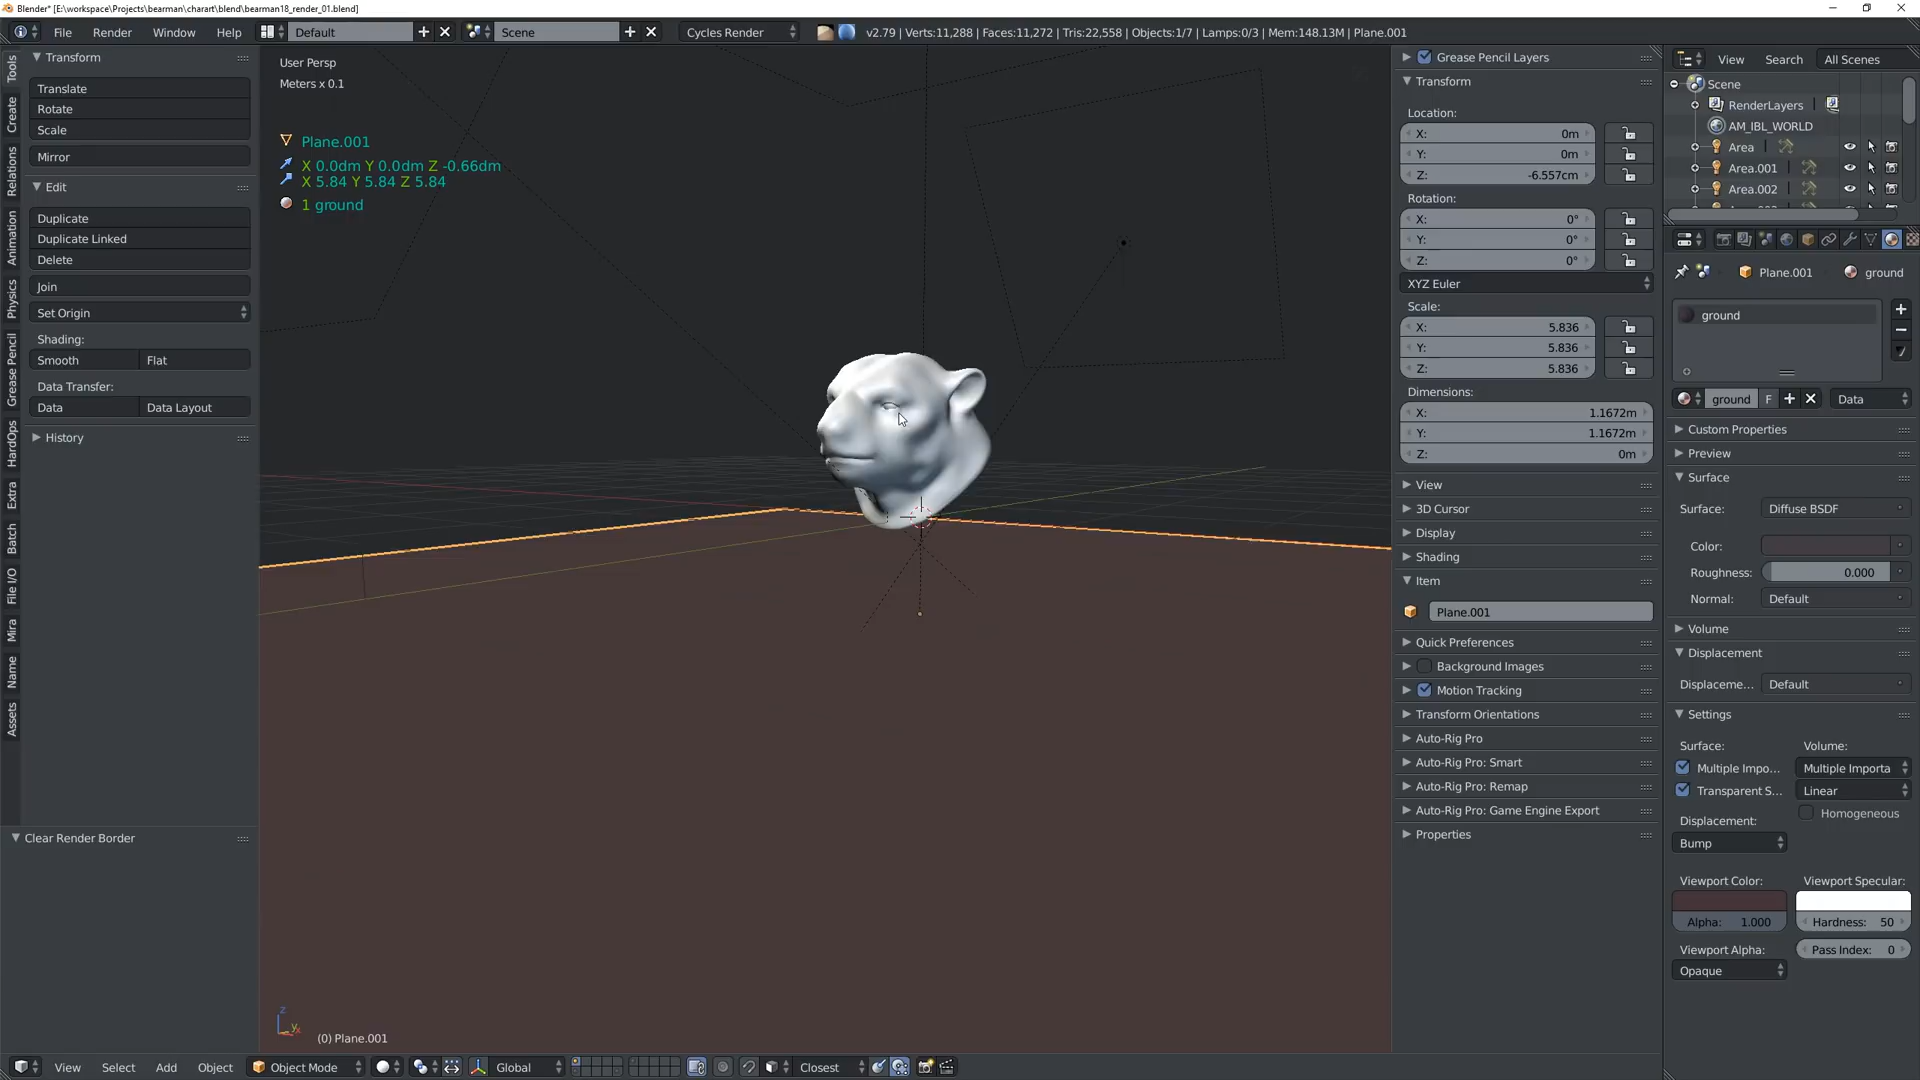 Blender* [E:\workspace\Projects\bearman\charart\blend\bearman18_render_01.blend]
File Render Window Help Default Scene Cycles Render v2.79 | Verts:11,288 | Faces:11,272 | Tris:22,558 | Objects:1/7 | Lamps:0/3 | Mem:148.13M | Plane.001
Tools
Create
Relations
Animation
Physics
Grease Pencil
HardOps
Extra
Batch
File I/O
Mira
Name
Assets
Transform
Translate
Rotate
Scale
Mirror
Edit
Duplicate
Duplicate Linked
Delete
Join
Set Origin
Shading:
Smooth Flat
Data Transfer:
Data Data Layout
History
Clear Render Border
User Persp
Meters x 0.1
Plane.001
X 0.0dm Y 0.0dm Z -0.66dm
X 5.84 Y 5.84 Z 5.84
1 ground
z
y
(0) Plane.001
Grease Pencil Layers
Transform
Location:
X: 0m
Y: 0m
Z: -6.557cm
Rotation:
X: 0°
Y: 0°
Z: 0°
XYZ Euler
Scale:
X: 5.836
Y: 5.836
Z: 5.836
Dimensions:
X: 1.1672m
Y: 1.1672m
Z: 0m
View
3D Cursor
Display
Shading
Item
Plane.001
Quick Preferences
Background Images
Motion Tracking
Transform Orientations
Auto-Rig Pro
Auto-Rig Pro: Smart
Auto-Rig Pro: Remap
Auto-Rig Pro: Game Engine Export
Properties
View Search All Scenes
Scene
RenderLayers
AM_IBL_WORLD
Area
Area.001
Area.002
Plane.001 ground
ground
ground F Data
Custom Properties
Preview
Surface
Surface: Diffuse BSDF
Color:
Roughness: 0.000
Normal: Default
Volume
Displacement
Displaceme... Default
Settings
Surface: Volume:
Multiple Impo... Multiple Importa
Transparent S... Linear
Homogeneous
Displacement:
Bump
Viewport Color: Viewport Specular:
Alpha: 1.000 Hardness: 50
Viewport Alpha: Pass Index: 0
Opaque
View Select Add Object Object Mode Global Closest